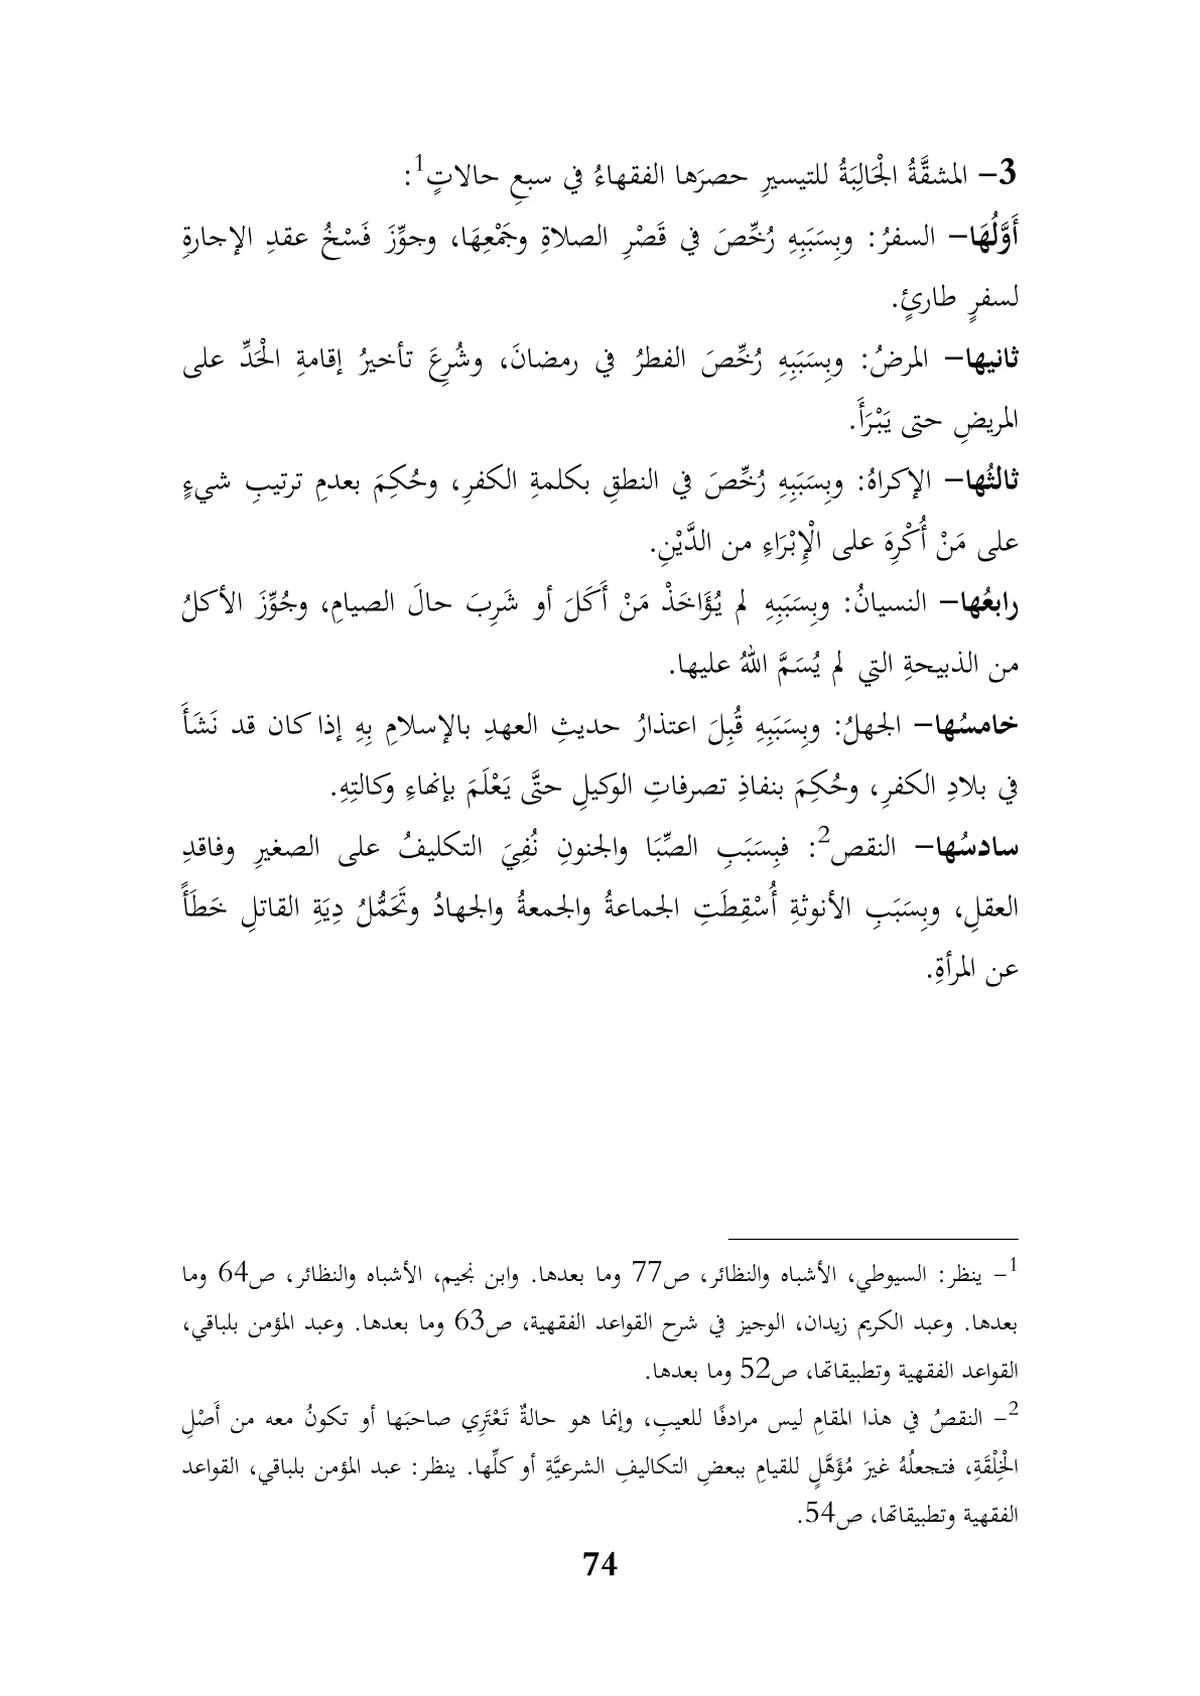 3- المشقَّةُ الْجَالِبَةُ للتيسيرِ حصرَها الفقهاءُ في سبعِ حالاتٍ1:
أَوَّلُهَا- السفرُ: وبِسَبَبِهِ رُخِّصَ في قَصْرِ الصلاةِ وجَمْعِهَا، وجوِّزَ فَسْخُ عقدِ الإجارةِ
لسفرٍ طارئٍ.
ثانيها- المرضُ: وبِسَبَبِهِ رُخِّصَ الفطرُ في رمضانَ، وشُرِعَ تأخيرُ إقامةِ الْحَدِّ على
المريضِ حتى يَبْرَأَ.
ثالثُها- الإكراهُ: وبِسَبَبِهِ رُخِّصَ في النطقِ بكلمةِ الكفرِ، وحُكِمَ بعدمِ ترتيبِ شيءٍ
على مَنْ أُكْرِهَ على الْإِبْرَاءِ من الدَّيْنِ.
رابعُها- النسيانُ: وبِسَبَبِهِ لم يُؤَاخَذْ مَنْ أَكَلَ أو شَرِبَ حالَ الصيامِ، وجُوِّزَ الأكلُ
من الذبيحةِ التي لم يُسَمَّ اللهُ عليها.
خامسُها- الجهلُ: وبِسَبَبِهِ قُبِلَ اعتذارُ حديثِ العهدِ بالإسلامِ بِهِ إذا كان قد نَشَأَ
في بلادِ الكفرِ، وحُكِمَ بنفاذِ تصرفاتِ الوكيلِ حتَّى يَعْلَمَ بإنهاءِ وكالتِهِ.
سادسُها- النقص2: فبِسَبَبِ الصِّبَا والجنونِ نُفِيَ التكليفُ على الصغيرِ وفاقدِ
العقلِ، وبِسَبَبِ الأنوثةِ أُسْقِطَتِ الجماعةُ والجمعةُ والجهادُ وتَحَمُّلُ دِيَةِ القاتلِ خَطَأً
عن المرأةِ.
1- ينظر: السيوطي، الأشباه والنظائر، ص77 وما بعدها. وابن نجيم، الأشباه والنظائر، ص64 وما
بعدها. وعبد الكريم زيدان، الوجيز في شرح القواعد الفقهية، ص63 وما بعدها. وعبد المؤمن بلباقي،
القواعد الفقهية وتطبيقاتها، ص52 وما بعدها.
2- النقصُ في هذا المقامِ ليس مرادفًا للعيبِ، وإنما هو حالةٌ تَعْتَرِي صاحبَها أو تكونُ معه من أَصْلِ
الْخِلْقَةِ، فتجعلُهُ غيرَ مُؤَهَّلٍ للقيامِ ببعضِ التكاليفِ الشرعيَّةِ أو كلِّها. ينظر: عبد المؤمن بلباقي، القواعد
الفقهية وتطبيقاتها، ص54.
74